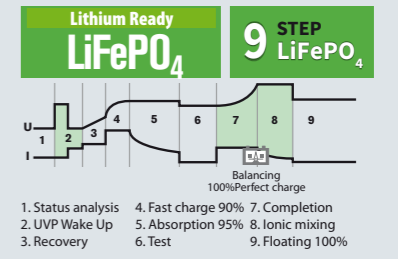 Lithium Ready
LiFePO4
9 STEP
LiFePO4
U
I
1 2 3 4 5 6 7 8 9
Balancing
100%Perfect charge
1. Status analysis 4. Fast charge 90% 7. Completion
2. UVP Wake Up 5. Absorption 95% 8. Ionic mixing
3. Recovery 6. Test 9. Floating 100%